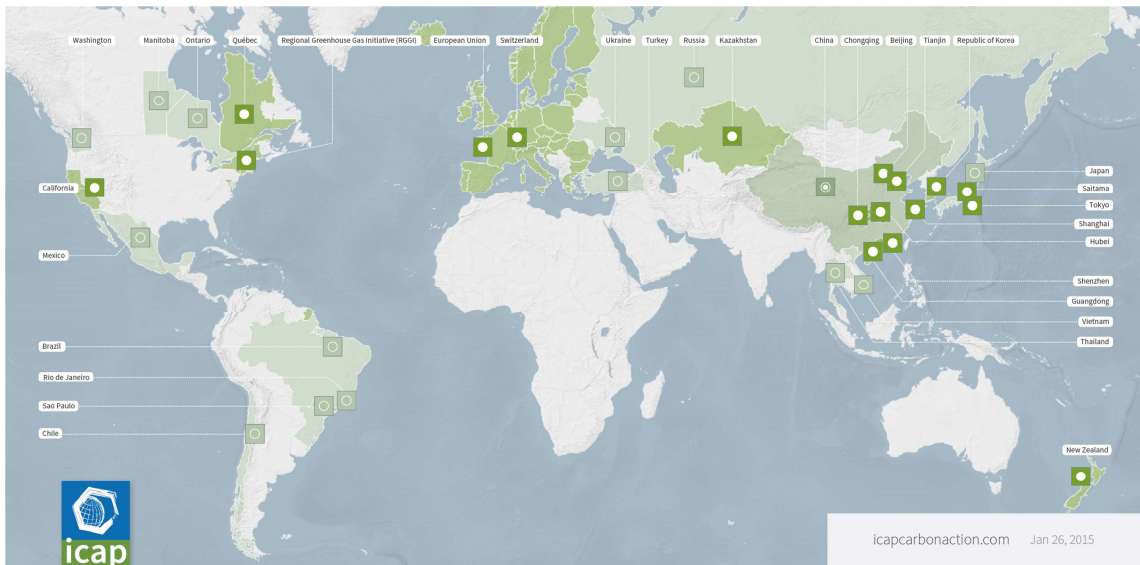 Washington
Manitoba
Ontario
Québec
Regional Greenhouse Gas Initiative (RGGI)
European Union
Switzerland
Ukraine
Turkey
Russia
Kazakhstan
China
Chongqing
Beijing
Tianjin
Republic of Korea
California
Mexico
Brazil
Rio de Janeiro
Sao Paulo
Chile
Japan
Saitama
Tokyo
Shanghai
Hubei
Shenzhen
Guangdong
Vietnam
Thailand
New Zealand
icap
icapcarbonaction.com Jan 26, 2015